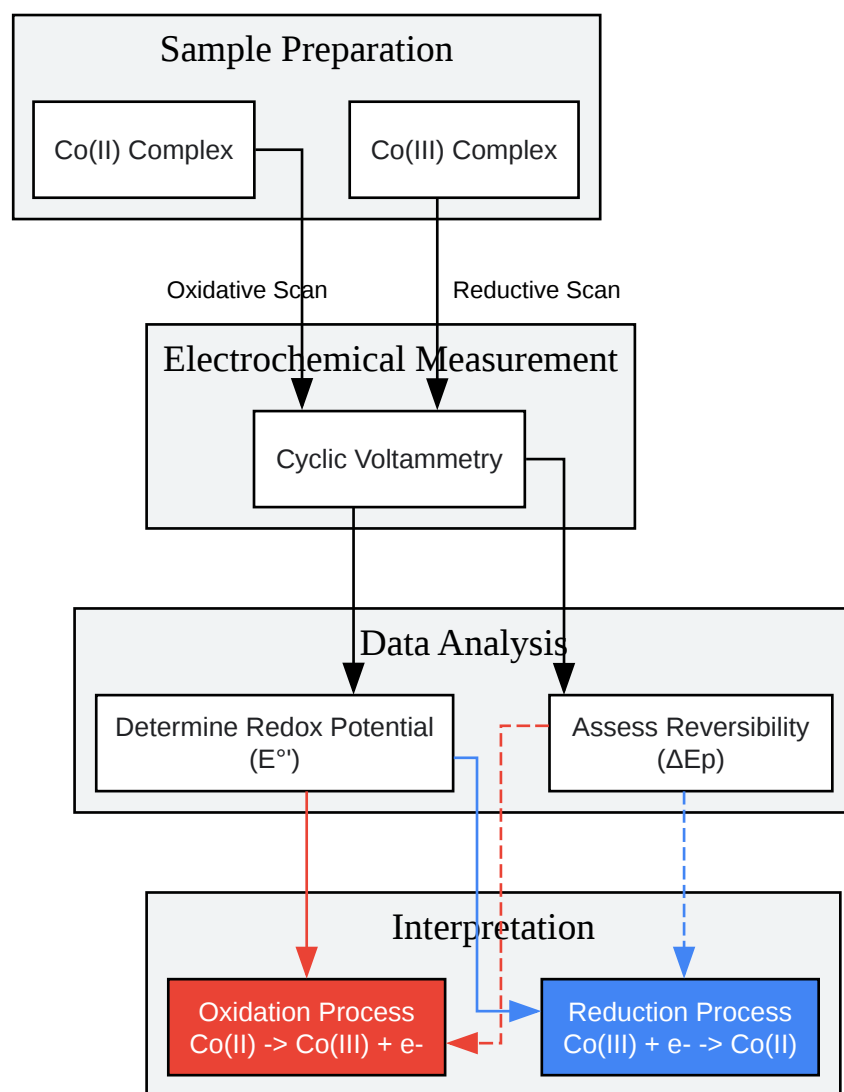 Sample Preparation
Co(II) Complex
Co(III) Complex
Oxidative Scan
Reductive Scan
Electrochemical Measurement
Cyclic Voltammetry
Data Analysis
Determine Redox Potential
(E°')
Assess Reversibility
(ΔEp)
Interpretation
Oxidation Process
Co(II) -> Co(III) + e-
Reduction Process
Co(III) + e- -> Co(II)